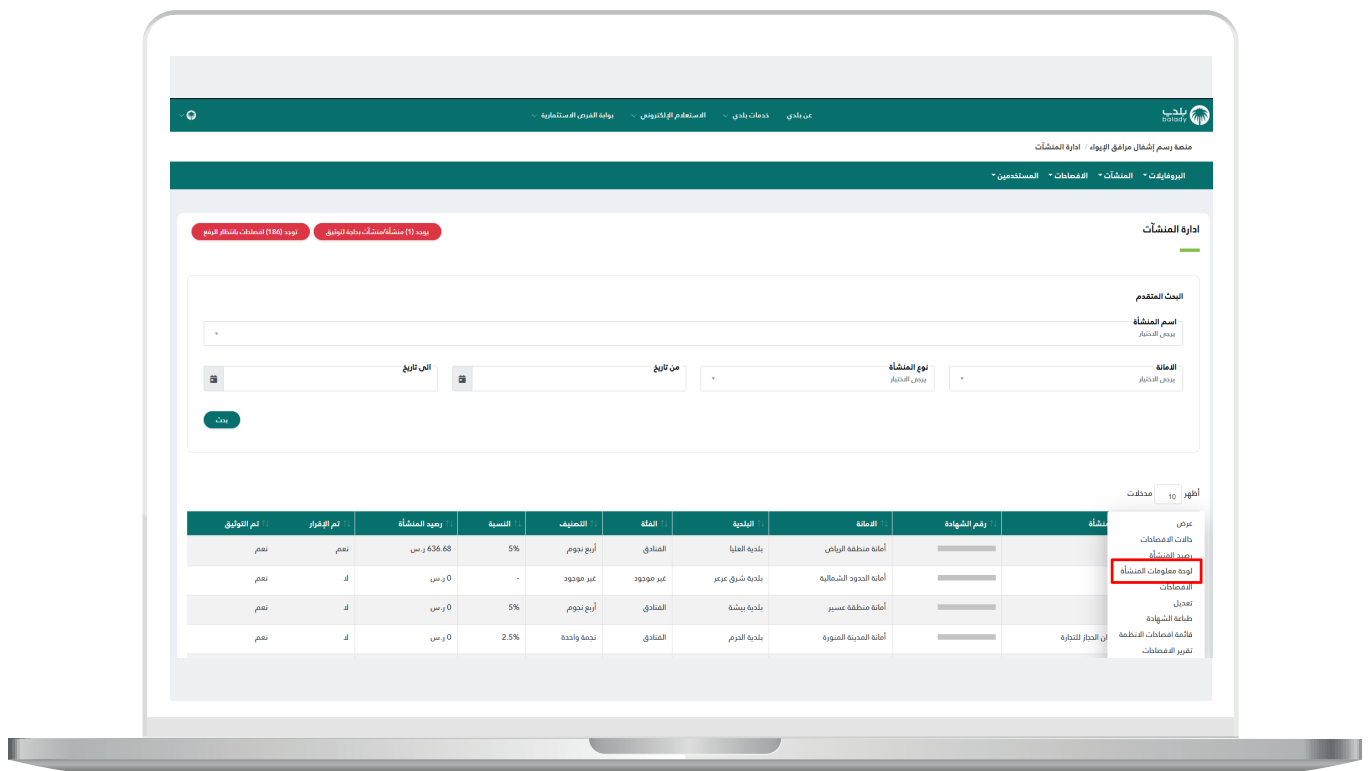 بلدي
balady
عن بلدي خدمات بلدي الاستعلام الإلكتروني بوابة الفرص الاستثمارية
منصة رسم إشغال مرافق الإيواء / ادارة المنشآت
البروفايلات المنشآت الافصاحات المستخدمين
ادارة المنشآت
يوجد (1) منشأة/منشآت بحاجة لتوثيق
توجد (186) افصاحات بانتظار الرفع
البحث المتقدم
اسم المنشأة
يرجى الاختيار
الامانة
يرجى الاختيار
نوع المنشأة
يرجى الاختيار
من تاريخ
الى تاريخ
بحث
أظهر 10 مدخلات
منشأة رقم الشهادة الامانة البلدية الفئة التصنيف النسبة رصيد المنشأة تم الإقرار تم التوثيق
أمانة منطقة الرياض بلدية العليا الفنادق أربع نجوم 5% 636.68 ر.س نعم نعم
أمانة الحدود الشمالية بلدية شرق عرعر غير موجود غير موجود - 0 ر.س لا نعم
أمانة منطقة عسير بلدية بيشة الفنادق أربع نجوم 5% 0 ر.س لا نعم
ان الحجاز للتجارة أمانة المدينة المنورة بلدية الحرم الفنادق نجمة واحدة 2.5% 0 ر.س لا نعم
عرض
حالات الافصاحات
رصيد المنشأة
لوحة معلومات المنشأة
الافصاحات
تعديل
طباعة الشهادة
قائمة افصاحات الانظمة
تقرير الافصاحات